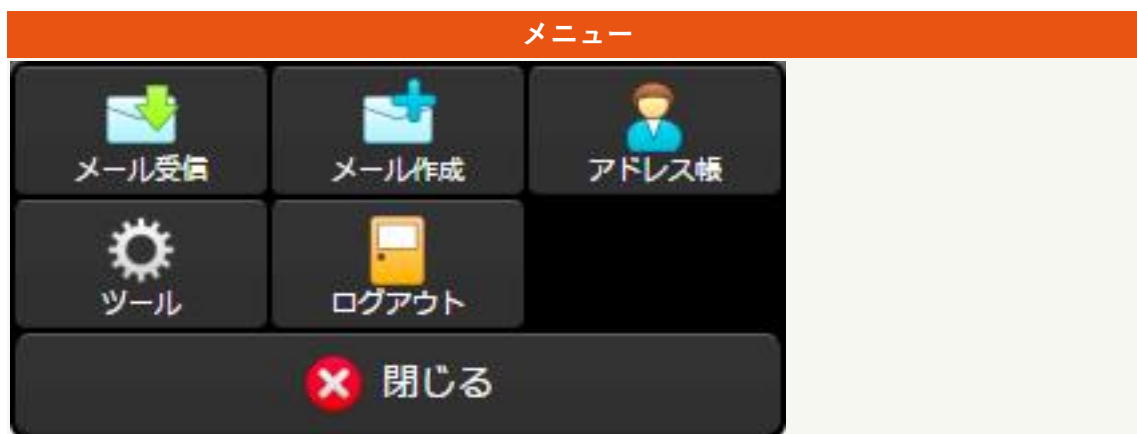 メニュー
メール受信
メール作成
アドレス帳
ツール
ログアウト
閉じる